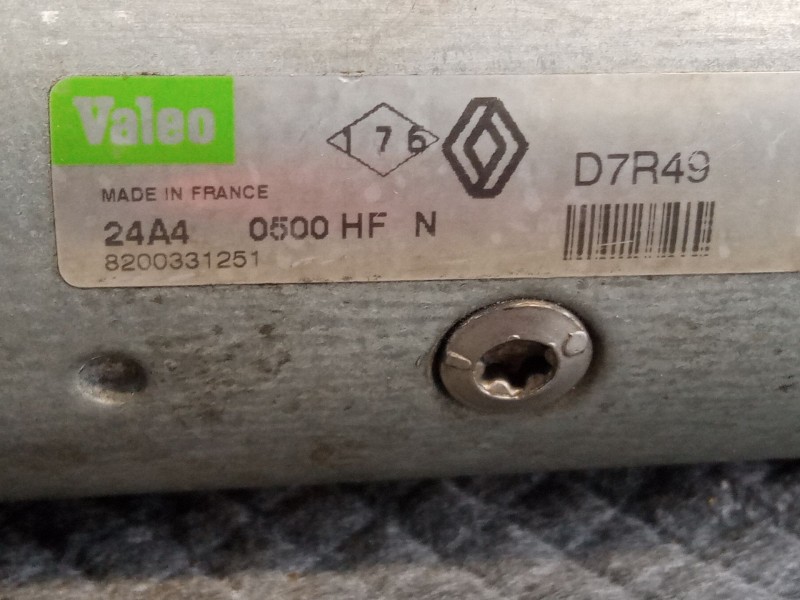 Valeo
176
D7R49
MADE IN FRANCE
24A4 0500 HF N
8200331251